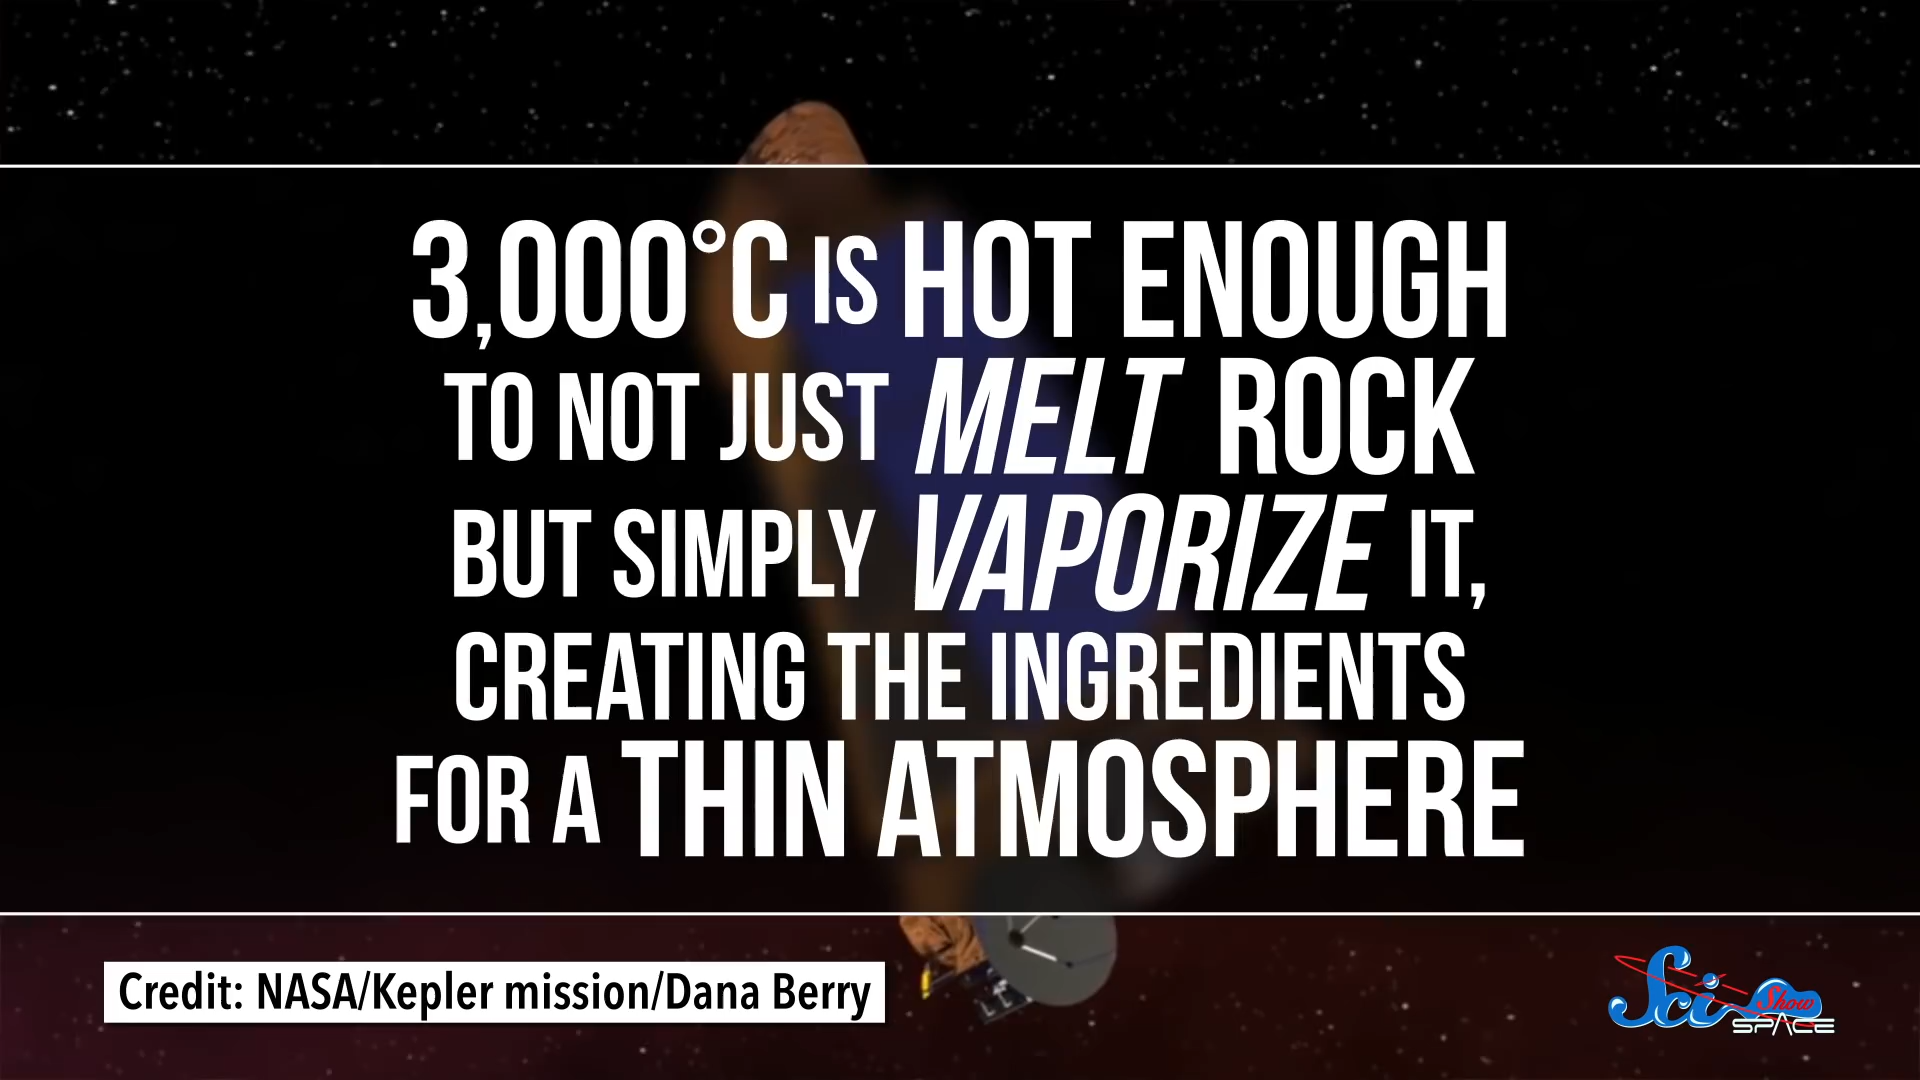 3,000°C IS HOT ENOUGH
TO NOT JUST MELT ROCK
BUT SIMPLY VAPORIZE IT,
CREATING THE INGREDIENTS
FOR A THIN ATMOSPHERE
Credit: NASA/Kepler mission/Dana Berry
Sci Show
SPACE